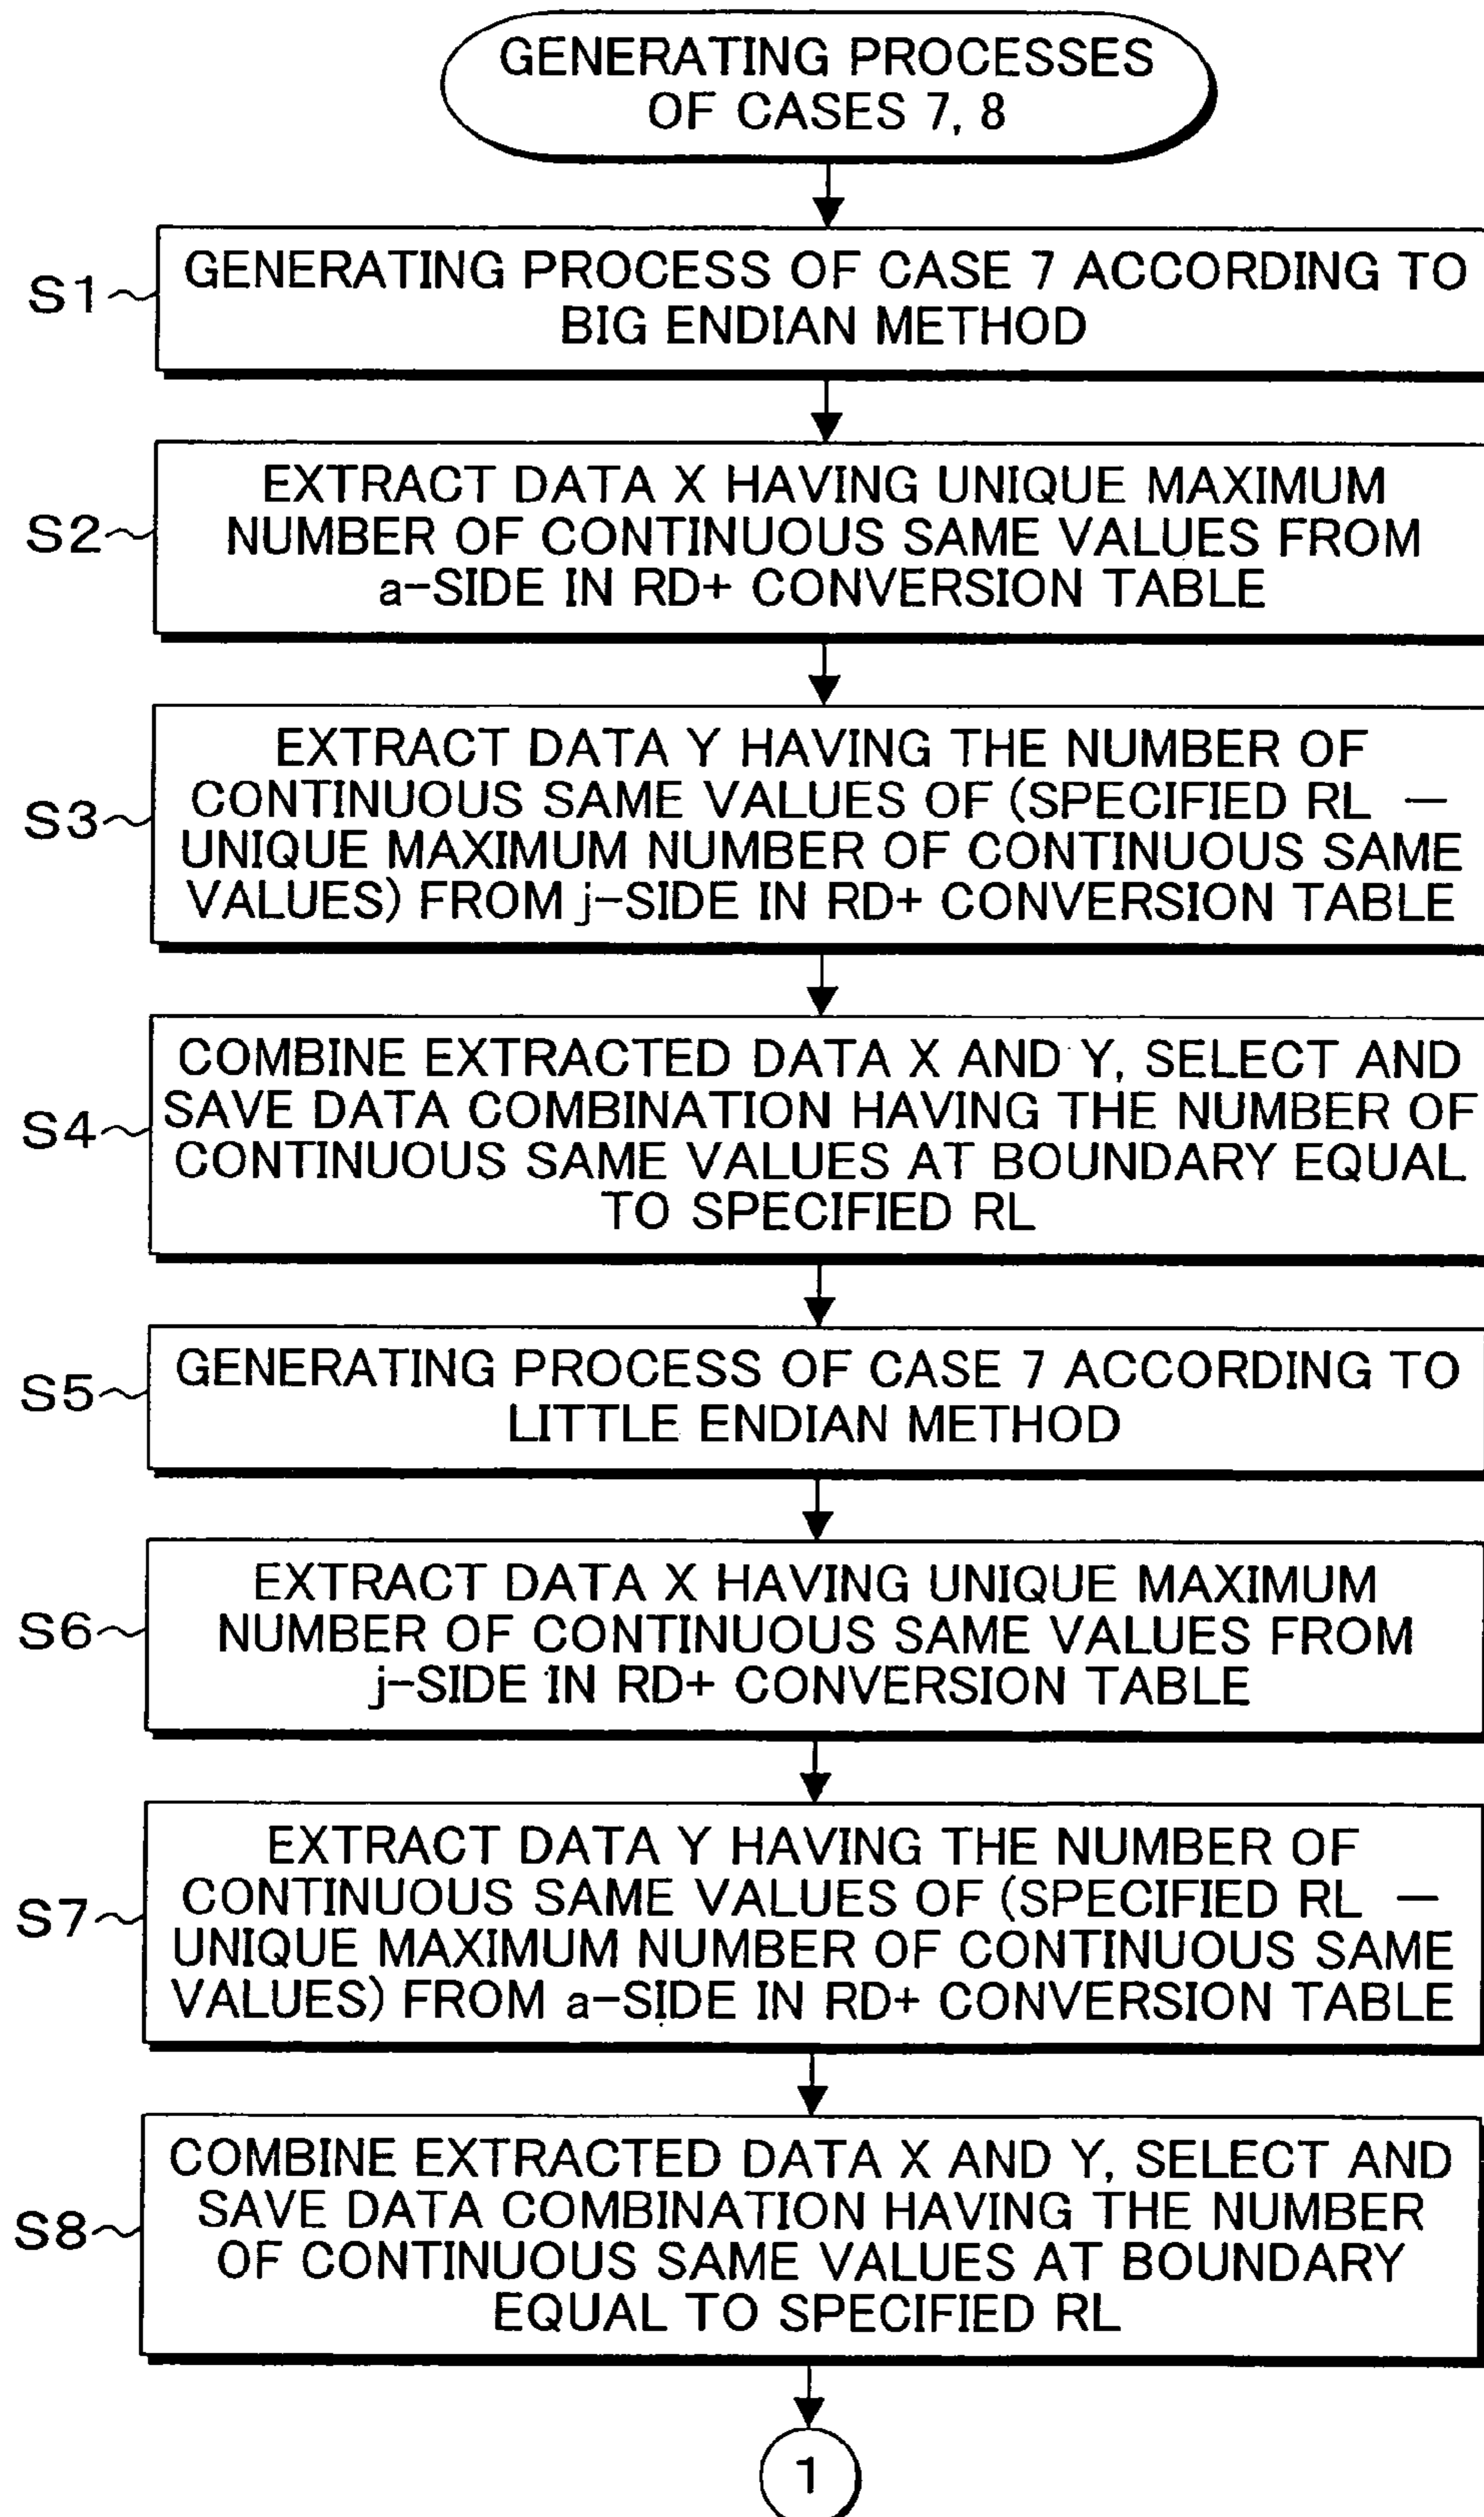 GENERATING PROCESSES
OF CASES 7, 8
S1
GENERATING PROCESS OF CASE 7 ACCORDING TO
BIG ENDIAN METHOD
S2
EXTRACT DATA X HAVING UNIQUE MAXIMUM
NUMBER OF CONTINUOUS SAME VALUES FROM
a-SIDE IN RD+ CONVERSION TABLE
S3
EXTRACT DATA Y HAVING THE NUMBER OF
CONTINUOUS SAME VALUES OF (SPECIFIED RL —
UNIQUE MAXIMUM NUMBER OF CONTINUOUS SAME
VALUES) FROM j-SIDE IN RD+ CONVERSION TABLE
S4
COMBINE EXTRACTED DATA X AND Y, SELECT AND
SAVE DATA COMBINATION HAVING THE NUMBER OF
CONTINUOUS SAME VALUES AT BOUNDARY EQUAL
TO SPECIFIED RL
S5
GENERATING PROCESS OF CASE 7 ACCORDING TO
LITTLE ENDIAN METHOD
S6
EXTRACT DATA X HAVING UNIQUE MAXIMUM
NUMBER OF CONTINUOUS SAME VALUES FROM
j-SIDE IN RD+ CONVERSION TABLE
S7
EXTRACT DATA Y HAVING THE NUMBER OF
CONTINUOUS SAME VALUES OF (SPECIFIED RL —
UNIQUE MAXIMUM NUMBER OF CONTINUOUS SAME
VALUES) FROM a-SIDE IN RD+ CONVERSION TABLE
S8
COMBINE EXTRACTED DATA X AND Y, SELECT AND
SAVE DATA COMBINATION HAVING THE NUMBER
OF CONTINUOUS SAME VALUES AT BOUNDARY
EQUAL TO SPECIFIED RL
1